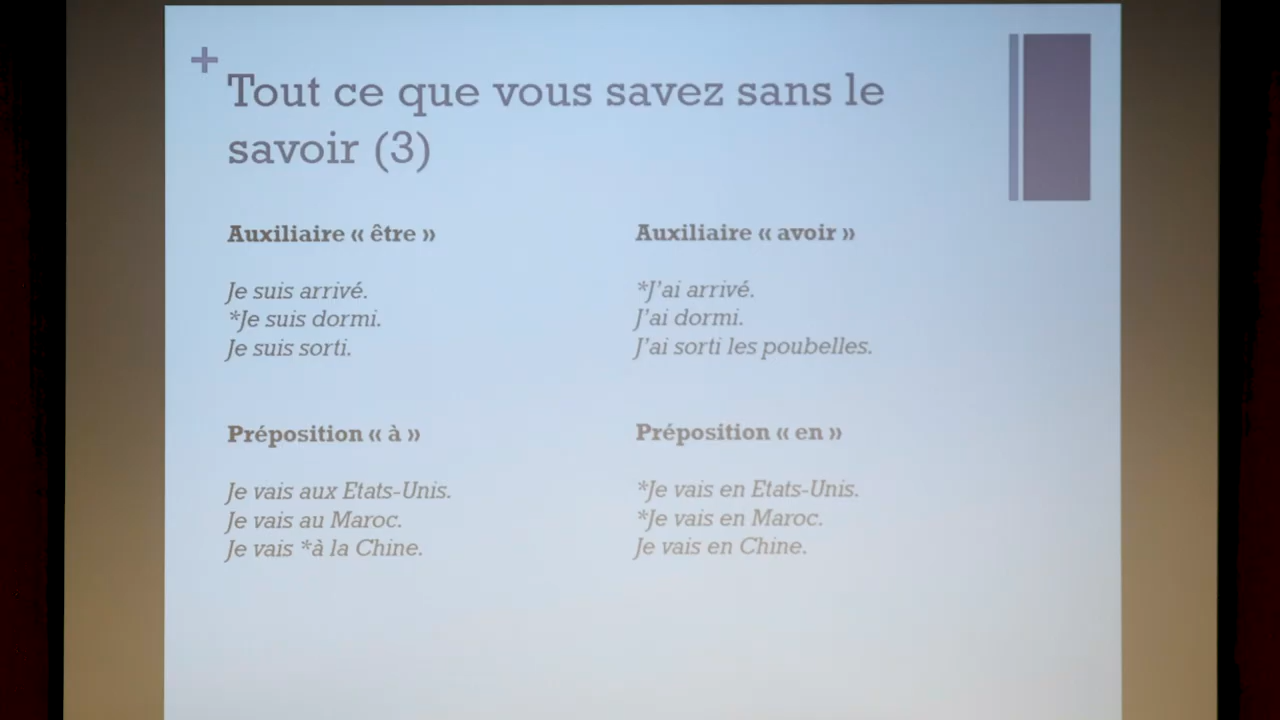 +
Tout ce que vous savez sans le
savoir (3)
Auxiliaire « être »
Je suis arrivé.
*Je suis dormi.
Je suis sorti.
Auxiliaire « avoir »
*J'ai arrivé.
J'ai dormi.
J'ai sorti les poubelles.
Préposition « à »
Je vais aux Etats-Unis.
Je vais au Maroc.
Je vais *à la Chine.
Préposition « en »
*Je vais en Etats-Unis.
*Je vais en Maroc.
Je vais en Chine.